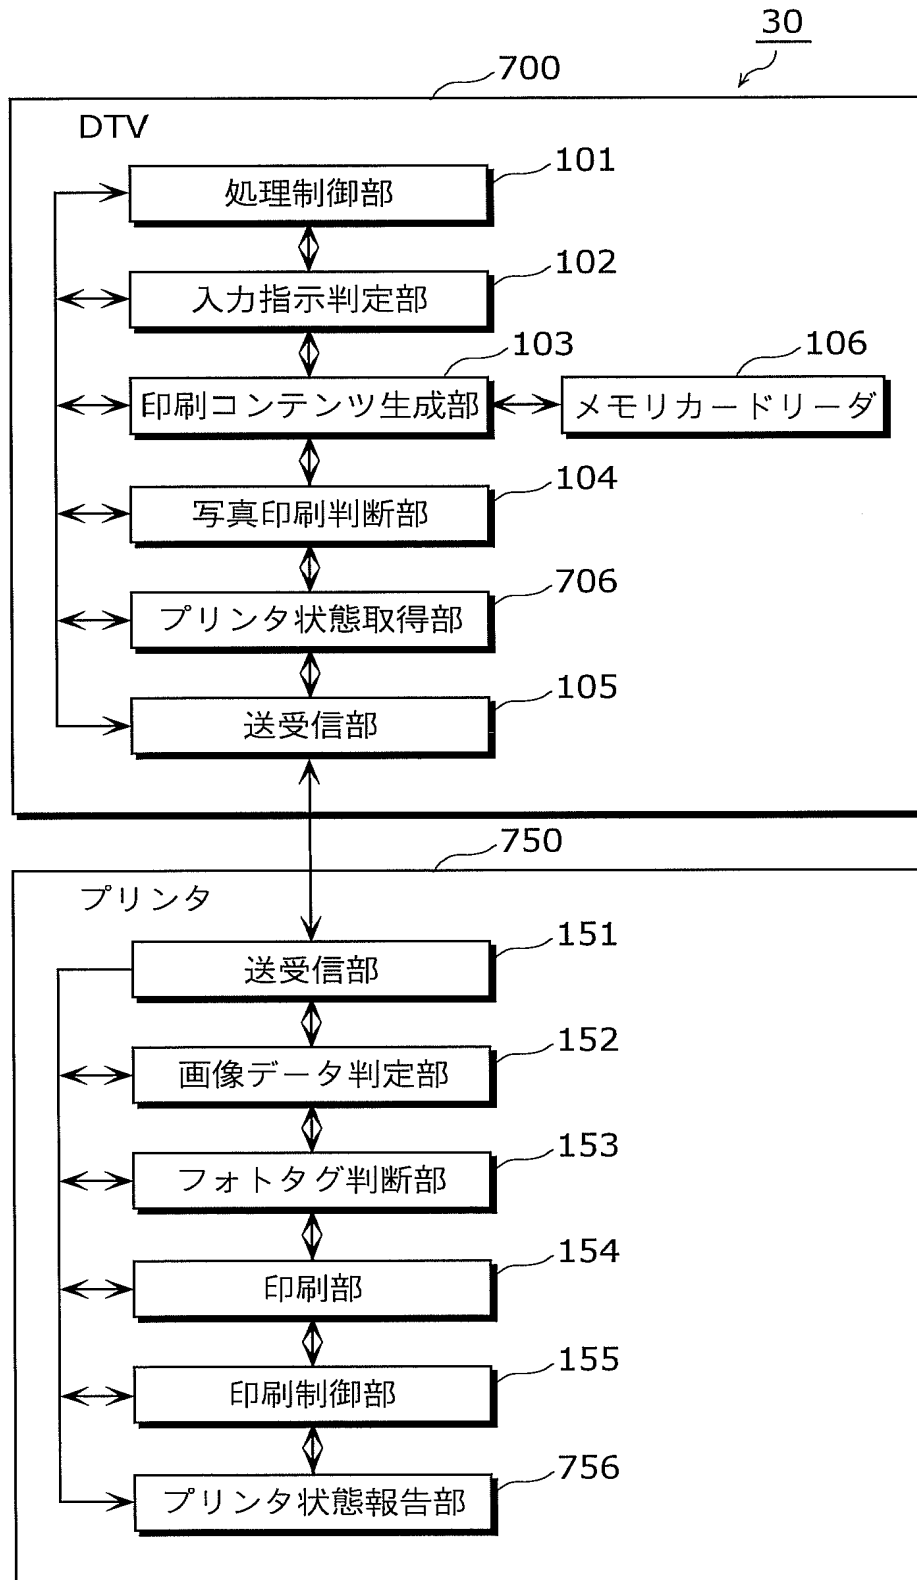 30
700
DTV
101
処理制御部
102
入力指示判定部
103
106
印刷コンテンツ生成部
メモリカードリーダ
104
写真印刷判断部
706
プリンタ状態取得部
105
送受信部
750
プリンタ
151
送受信部
152
画像データ判定部
153
フォトタグ判断部
154
印刷部
155
印刷制御部
756
プリンタ状態報告部